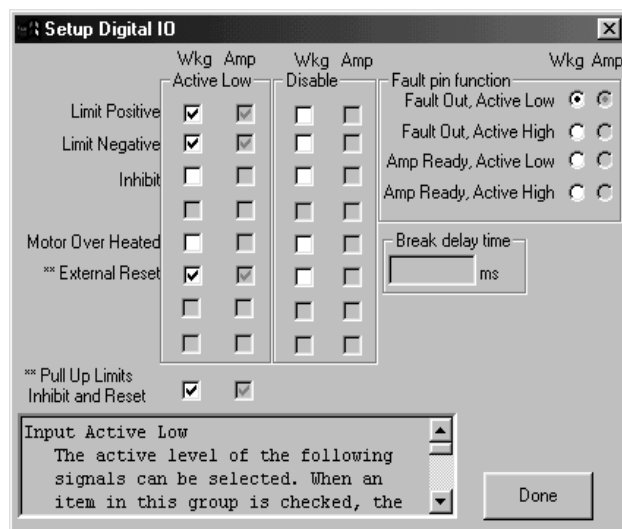 Setup Digital IO
Wkg Amp Wkg Amp Wkg Amp
Active Low Disable Fault pin function
Limit Positive Fault Out, Active Low
Limit Negative Fault Out, Active High
Inhibit Amp Ready, Active Low
Amp Ready, Active High
Motor Over Heated
** External Reset
Break delay time
ms
** Pull Up Limits
Inhibit and Reset
Input Active Low
The active level of the following
signals can be selected. When an
item in this group is checked, the
Done